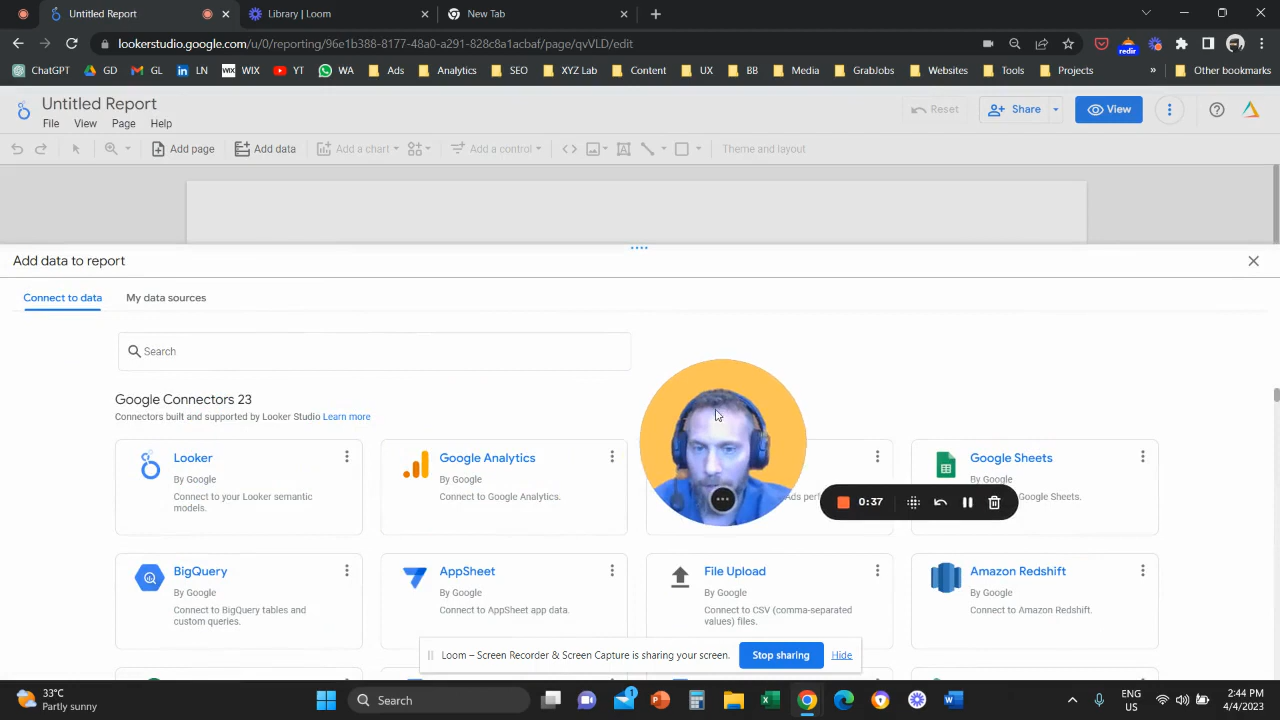 Untitled Report
Library | Loom
New Tab
lookerstudio.google.com/u/0/reporting/96e1b388-8177-48a0-a291-828c8a1acbaf/page/qvVLD/edit
redir
ChatGPT
GD
GL
LN
WIX
WIX
YT
WA
Ads
Analytics
SEO
XYZ Lab
Content
UX
BB
Media
GrabJobs
Websites
Tools
Projects
»
Other bookmarks
Untitled Report
File View Page Help
Reset
Share
View
Add page
Add data
Add a chart
Add a control
Theme and layout
Add data to report
Connect to data
My data sources
Search
Google Connectors 23
Connectors built and supported by Looker Studio Learn more
Looker
By Google
Connect to your Looker semantic
models.
Google Analytics
By Google
Connect to Google Analytics.
Google Sheets
By Google
Google Sheets.
0:37
BigQuery
By Google
Connect to BigQuery tables and
custom queries.
AppSheet
By Google
Connect to AppSheet app data.
File Upload
By Google
Connect to CSV (comma-separated
values) files.
Amazon Redshift
By Google
Connect to Amazon Redshift.
Loom – Screen Recorder & Screen Capture is sharing your screen.
Stop sharing
Hide
33°C
Partly sunny
Search
1
ENG
US
2:44 PM
4/4/2023